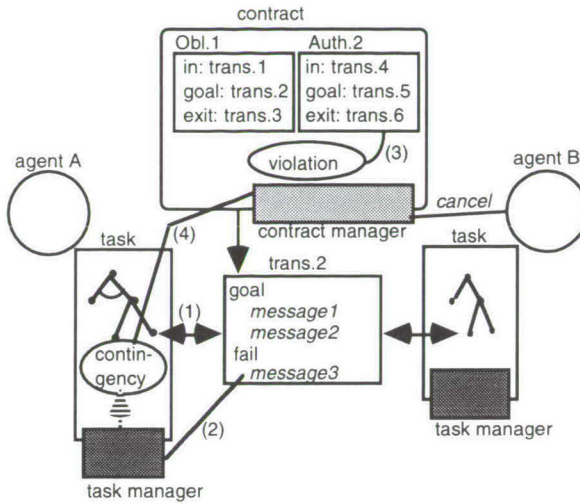 contract
Obl.1
in: trans.1
goal: trans.2
exit: trans.3
Auth.2
in: trans.4
goal: trans.5
exit: trans.6
violation
(3)
agent A
agent B
cancel
contract manager
(4)
task
task
trans.2
goal
message1
message2
fail
message3
(1)
contin-
gency
(2)
task manager
task manager